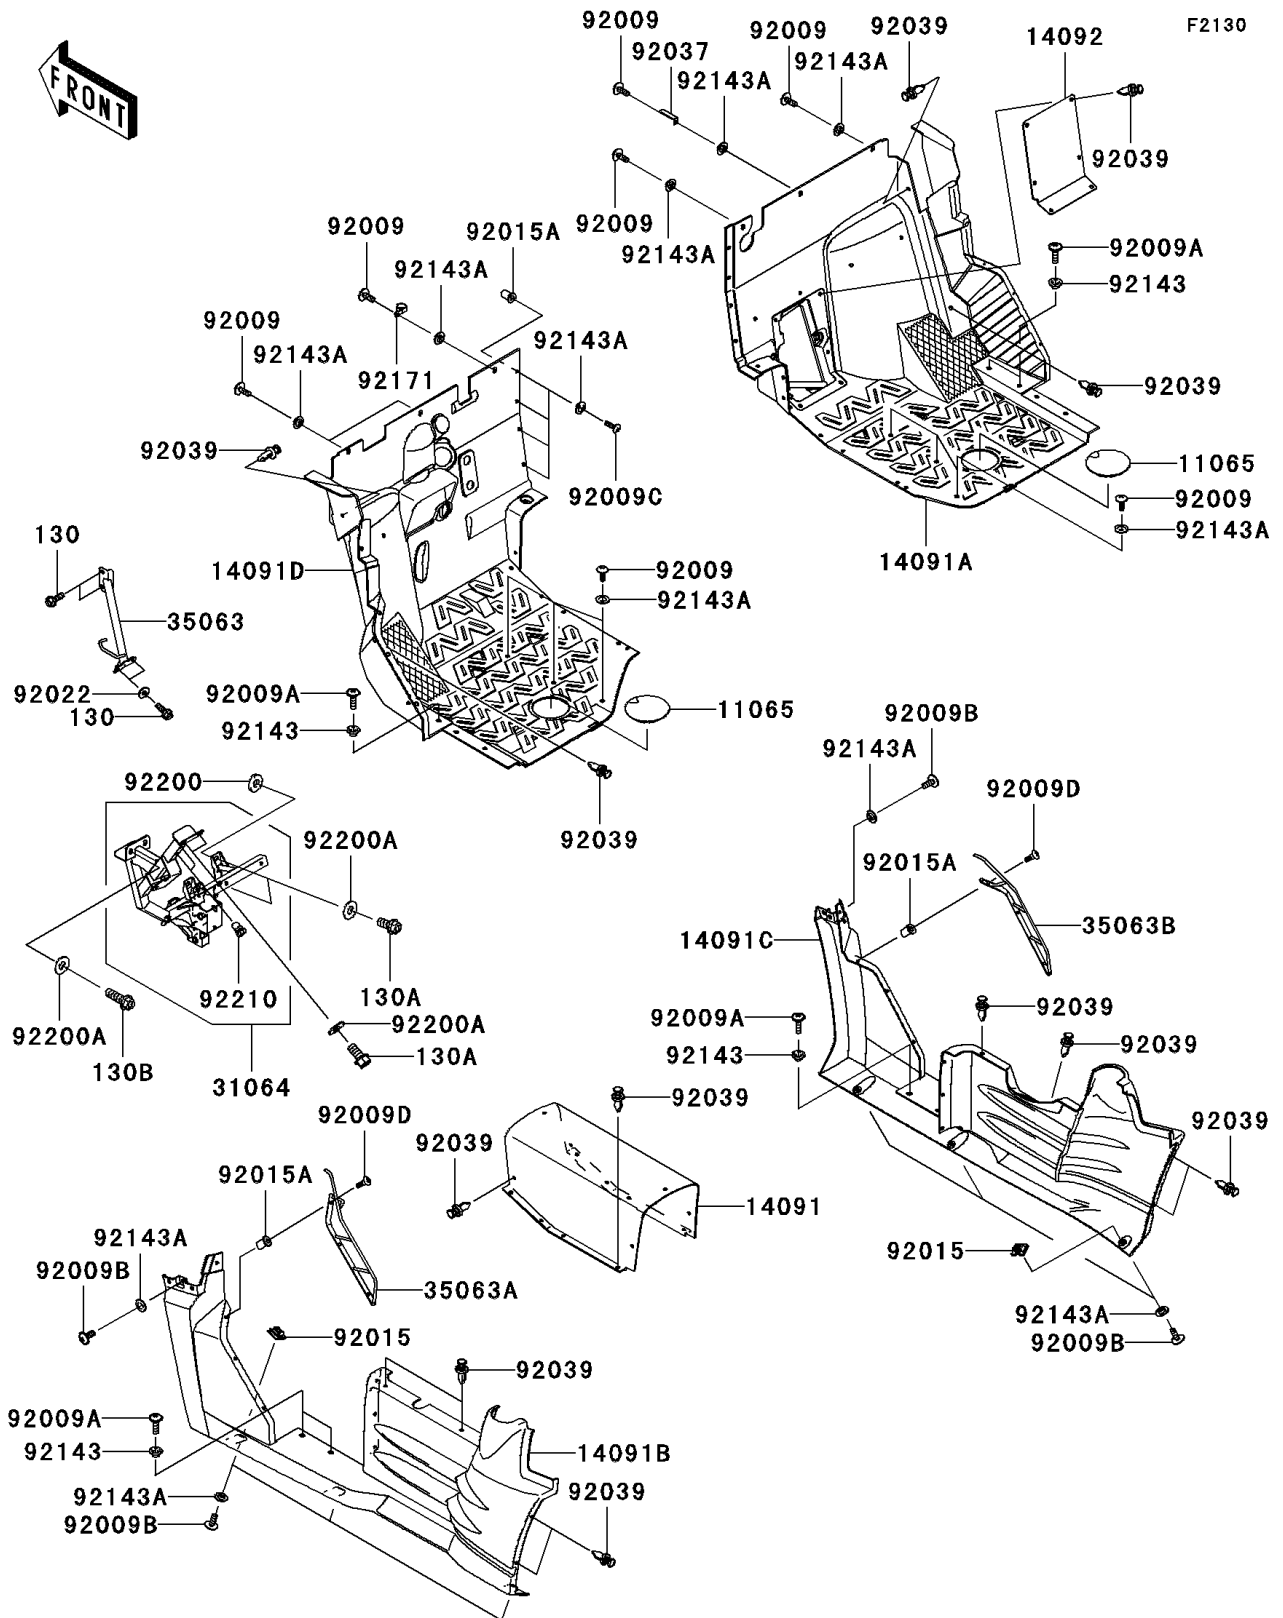 F2130
FRONT
92009
92037
92143A
92009
92143A
92039
14092
92039
92009
92143A
92009A
92143
92039
11065
92009
92143A
14091A
92009
92015A
92143A
92009
92143A
92171
92143A
92039
92009C
130
14091D
35063
92009
92143A
92022
130
92009A
92143
11065
92039
92200
92200A
92210
130A
92200A
130B
92200A
130A
31064
92009B
92143A
92009D
92015A
35063B
14091C
92009A
92143
92039
92039
92039
92015
92143A
92009B
92039
92039
14091
92009D
92015A
92143A
92009B
35063A
92015
92039
92009A
92143
14091B
92143A
92009B
92039